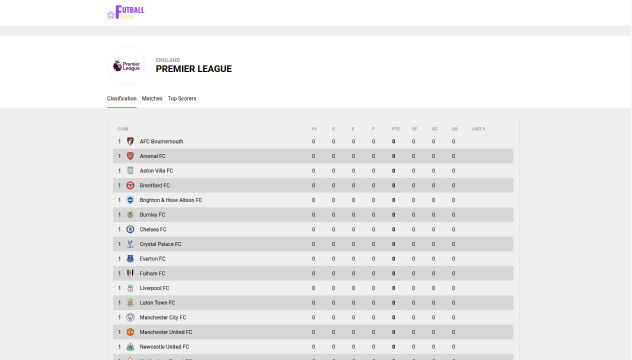 FUTBALL
ENGLAND
Premier League
PREMIER LEAGUE
Classification Matches Top Scorers
CLUB PJ G E P PTS GF GC DG LAST 5
1 AFC Bournemouth 0 0 0 0 0 0 0 0
1 Arsenal FC 0 0 0 0 0 0 0 0
1 Aston Villa FC 0 0 0 0 0 0 0 0
1 Brentford FC 0 0 0 0 0 0 0 0
1 Brighton & Hove Albion FC 0 0 0 0 0 0 0 0
1 Burnley FC 0 0 0 0 0 0 0 0
1 Chelsea FC 0 0 0 0 0 0 0 0
1 Crystal Palace FC 0 0 0 0 0 0 0 0
1 Everton FC 0 0 0 0 0 0 0 0
1 Fulham FC 0 0 0 0 0 0 0 0
1 Liverpool FC 0 0 0 0 0 0 0 0
1 Luton Town FC 0 0 0 0 0 0 0 0
1 Manchester City FC 0 0 0 0 0 0 0 0
1 Manchester United FC 0 0 0 0 0 0 0 0
1 Newcastle United FC 0 0 0 0 0 0 0 0